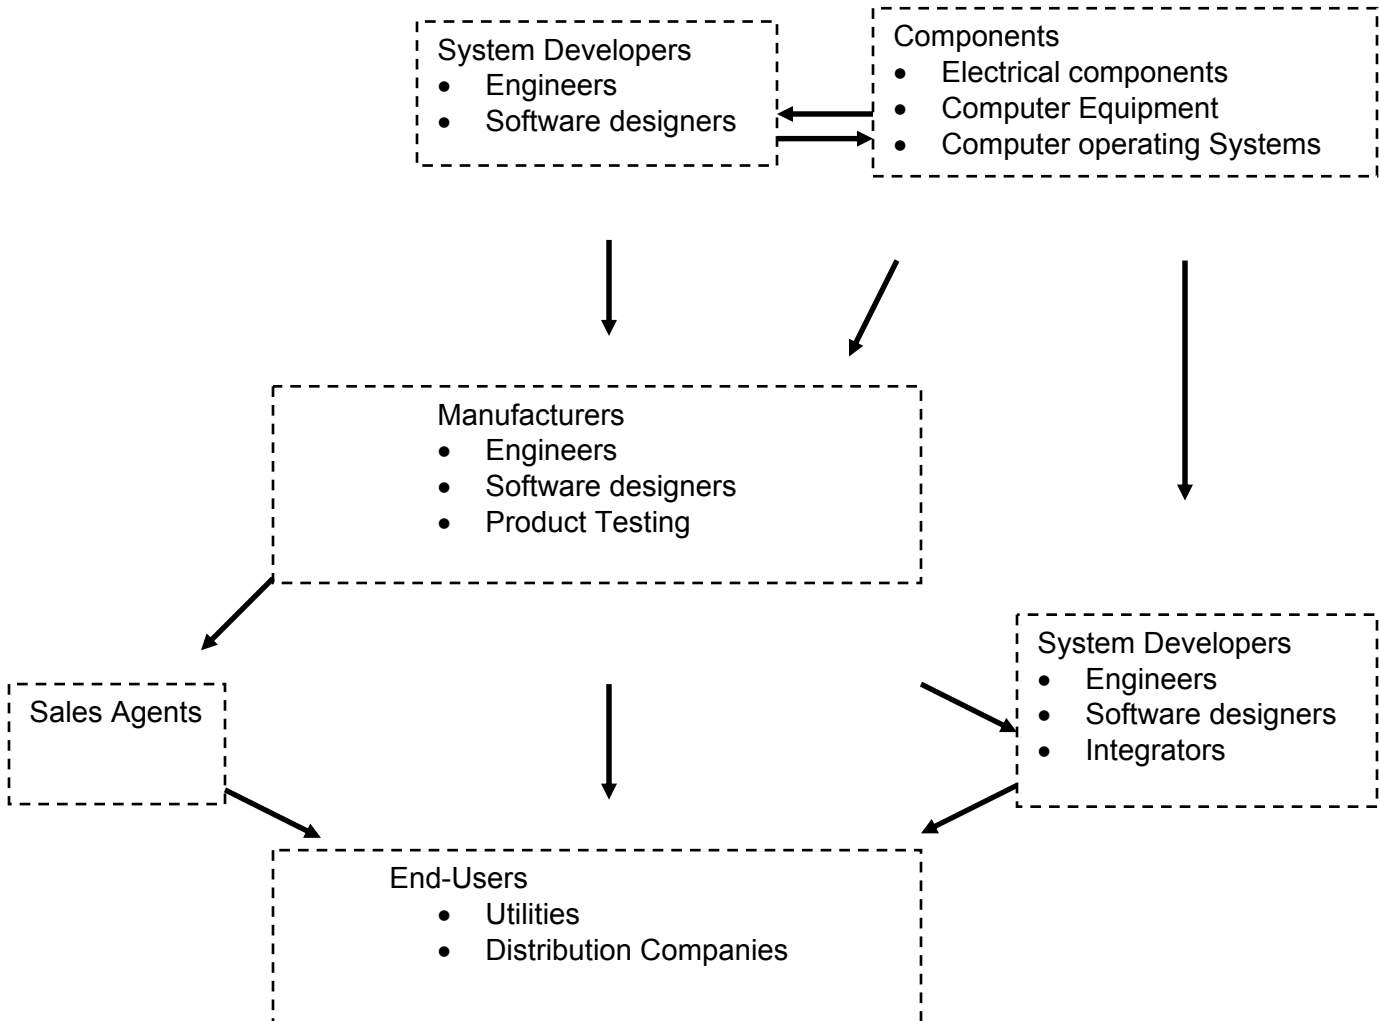 System Developers
• Engineers
• Software designers
Components
• Electrical components
• Computer Equipment
• Computer operating Systems
Manufacturers
• Engineers
• Software designers
• Product Testing
Sales Agents
System Developers
• Engineers
• Software designers
• Integrators
End-Users
• Utilities
• Distribution Companies